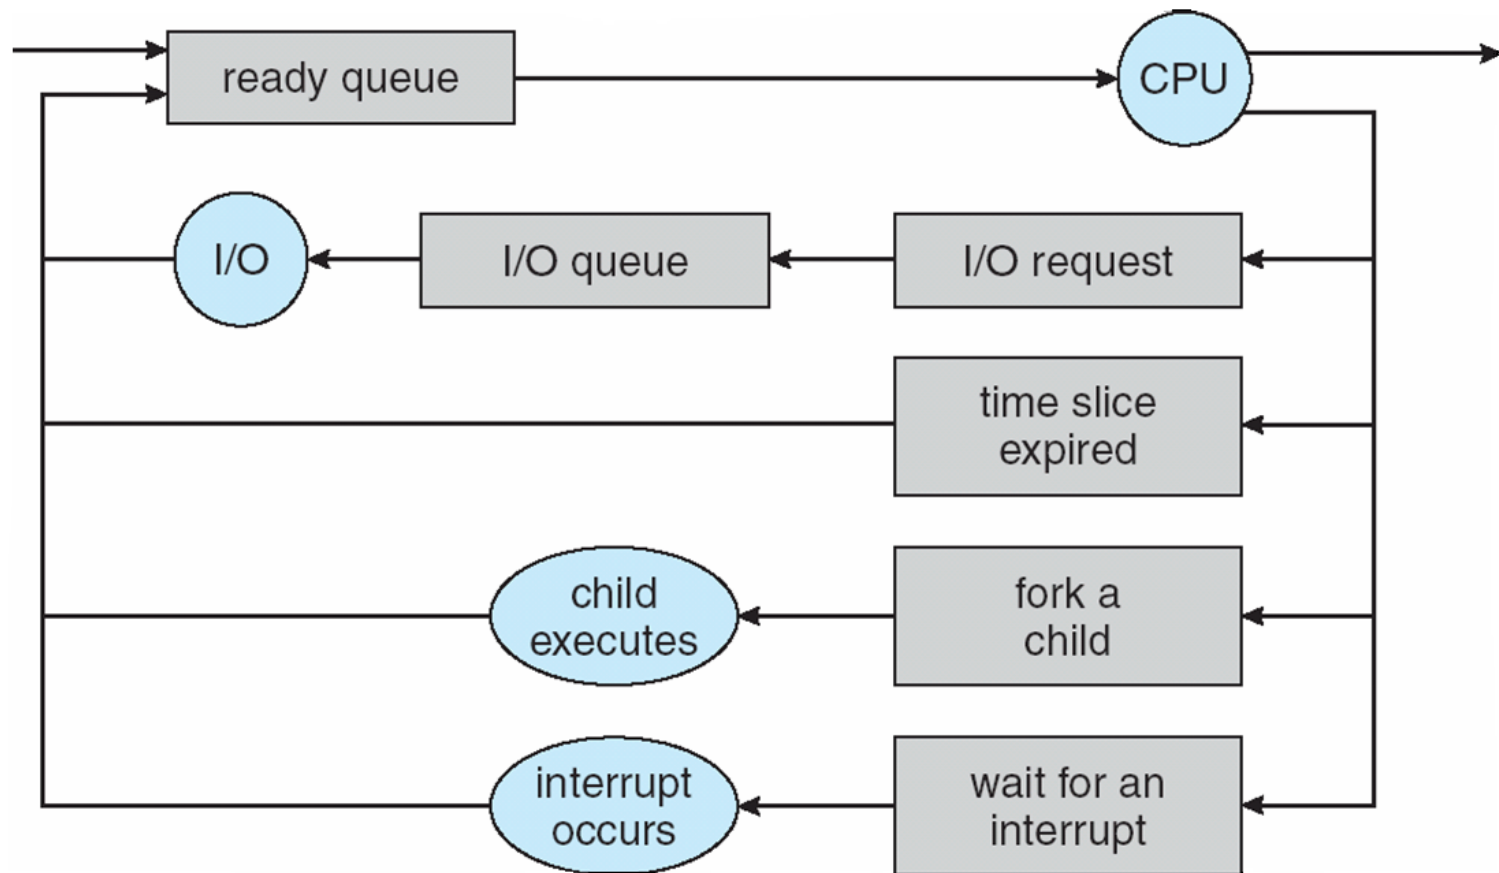 ready queue
CPU
I/O
I/O queue
I/O request
time slice
expired
child
executes
fork a
child
interrupt
occurs
wait for an
interrupt